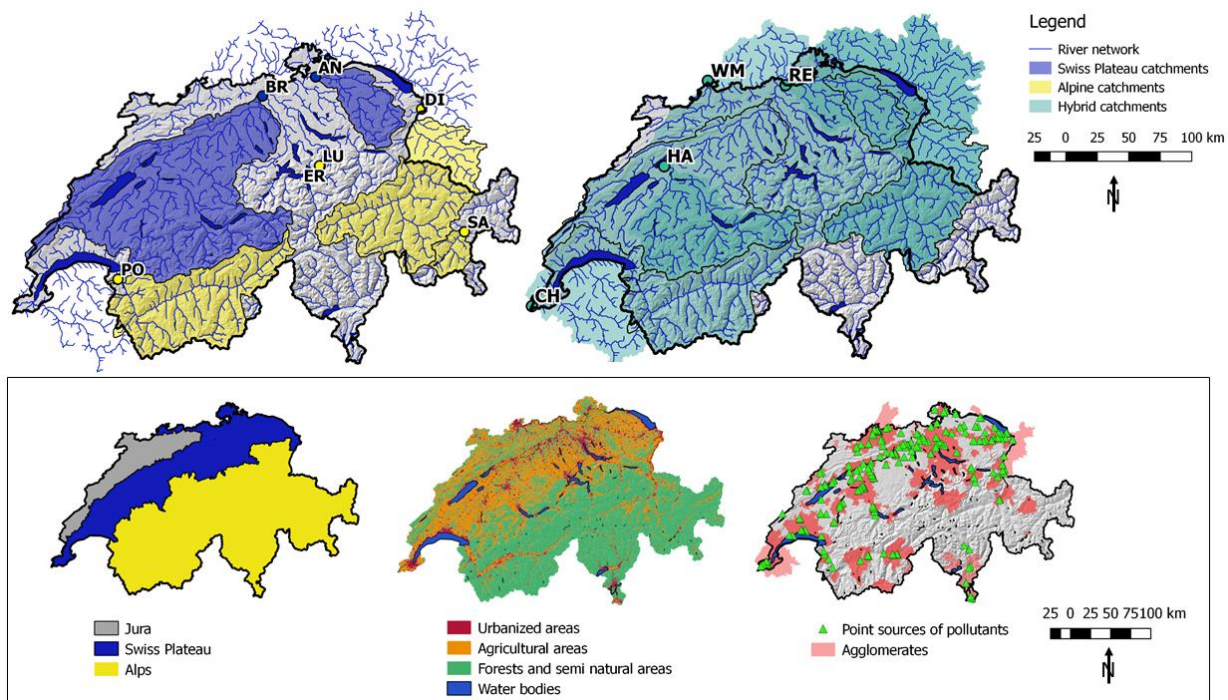 BR
AN
DI
LU
ER
SA
PO
WM
RE
HA
CH
Legend
River network
Swiss Plateau catchments
Alpine catchments
Hybrid catchments
25 0 25 50 75 100 km
N
Jura
Swiss Plateau
Alps
Urbanized areas
Agricultural areas
Forests and semi natural areas
Water bodies
Point sources of pollutants
Agglomerates
25 0 25 50 75 100 km
N